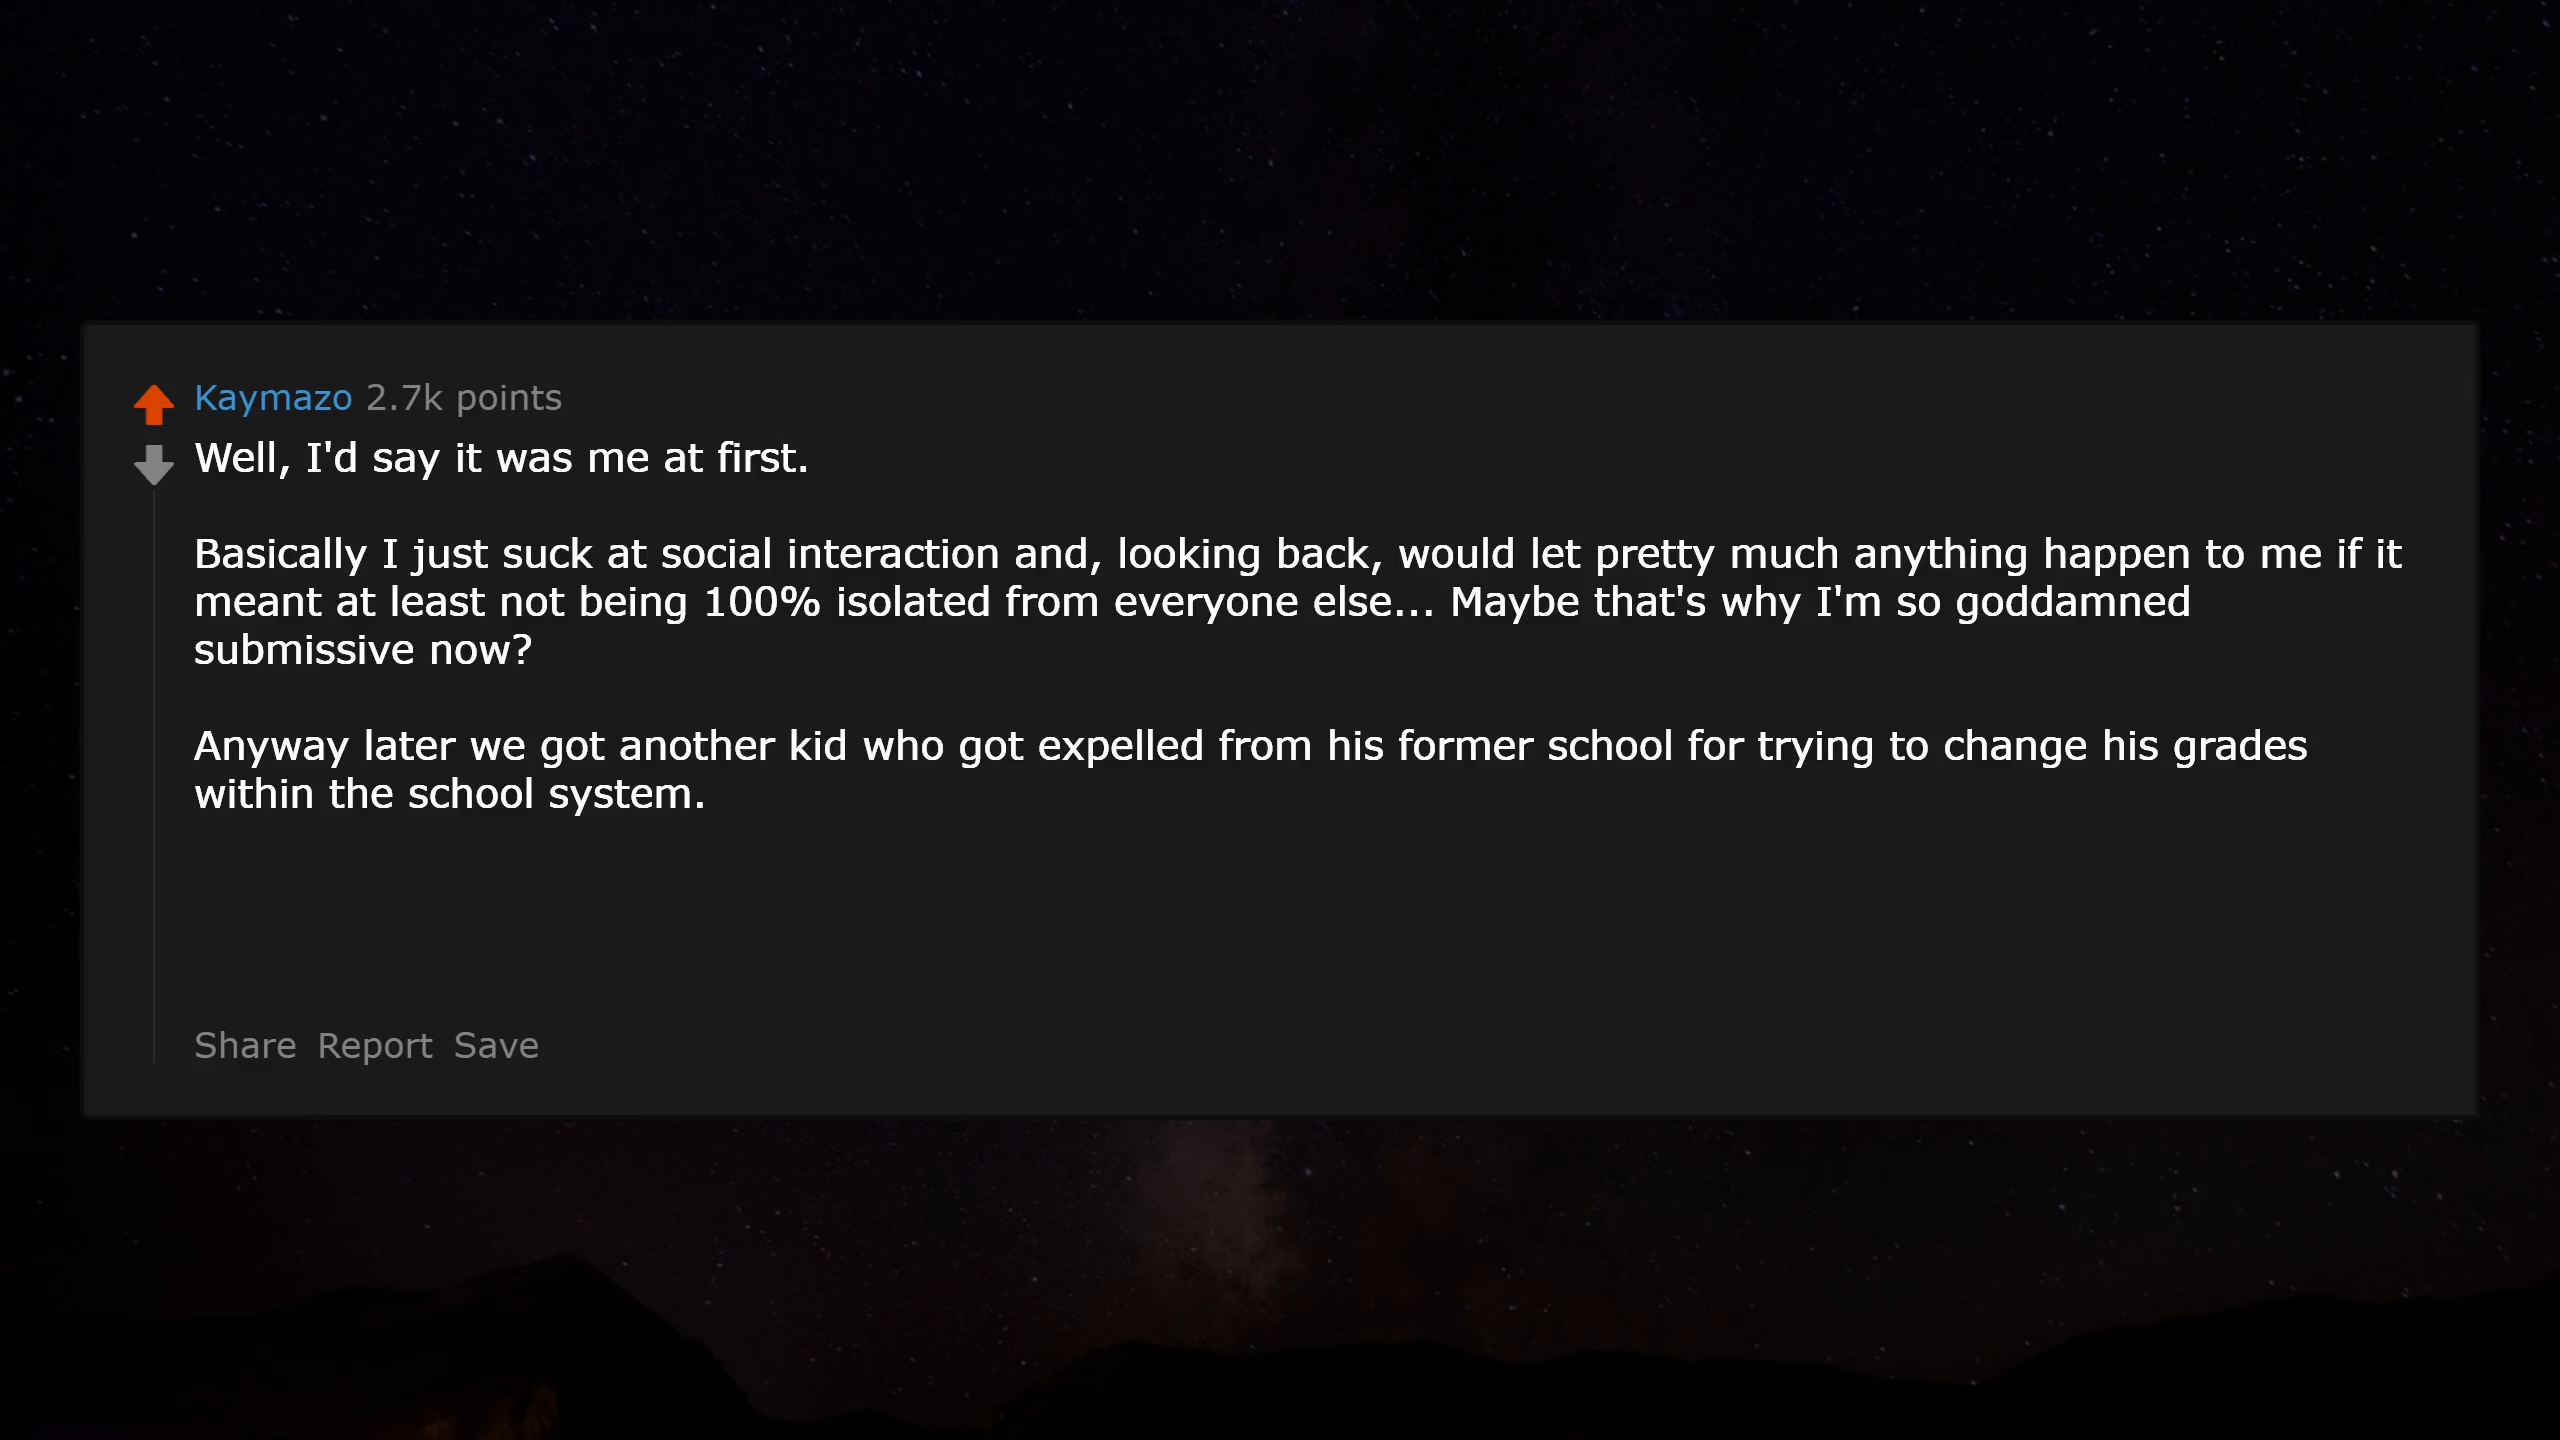 Kaymazo 2.7k points
Well, I'd say it was me at first.
Basically I just suck at social interaction and, looking back, would let pretty much anything happen to me if it
meant at least not being 100% isolated from everyone else... Maybe that's why I'm so goddamned
submissive now?
Anyway later we got another kid who got expelled from his former school for trying to change his grades
within the school system.
Share Report Save